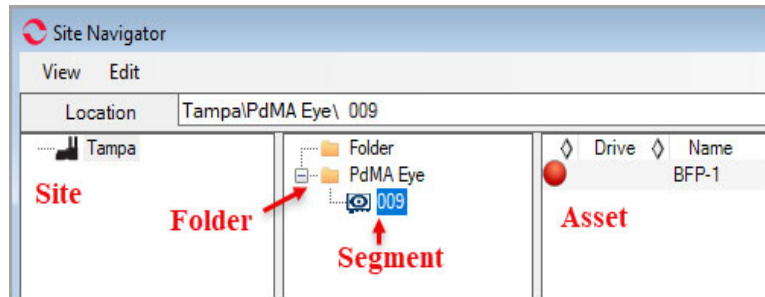 Site Navigator
View Edit
Location Tampa\PdMA Eye\ 009
Tampa Folder Drive Name
Site PdMA Eye BFP-1
Folder 009 Asset
Segment